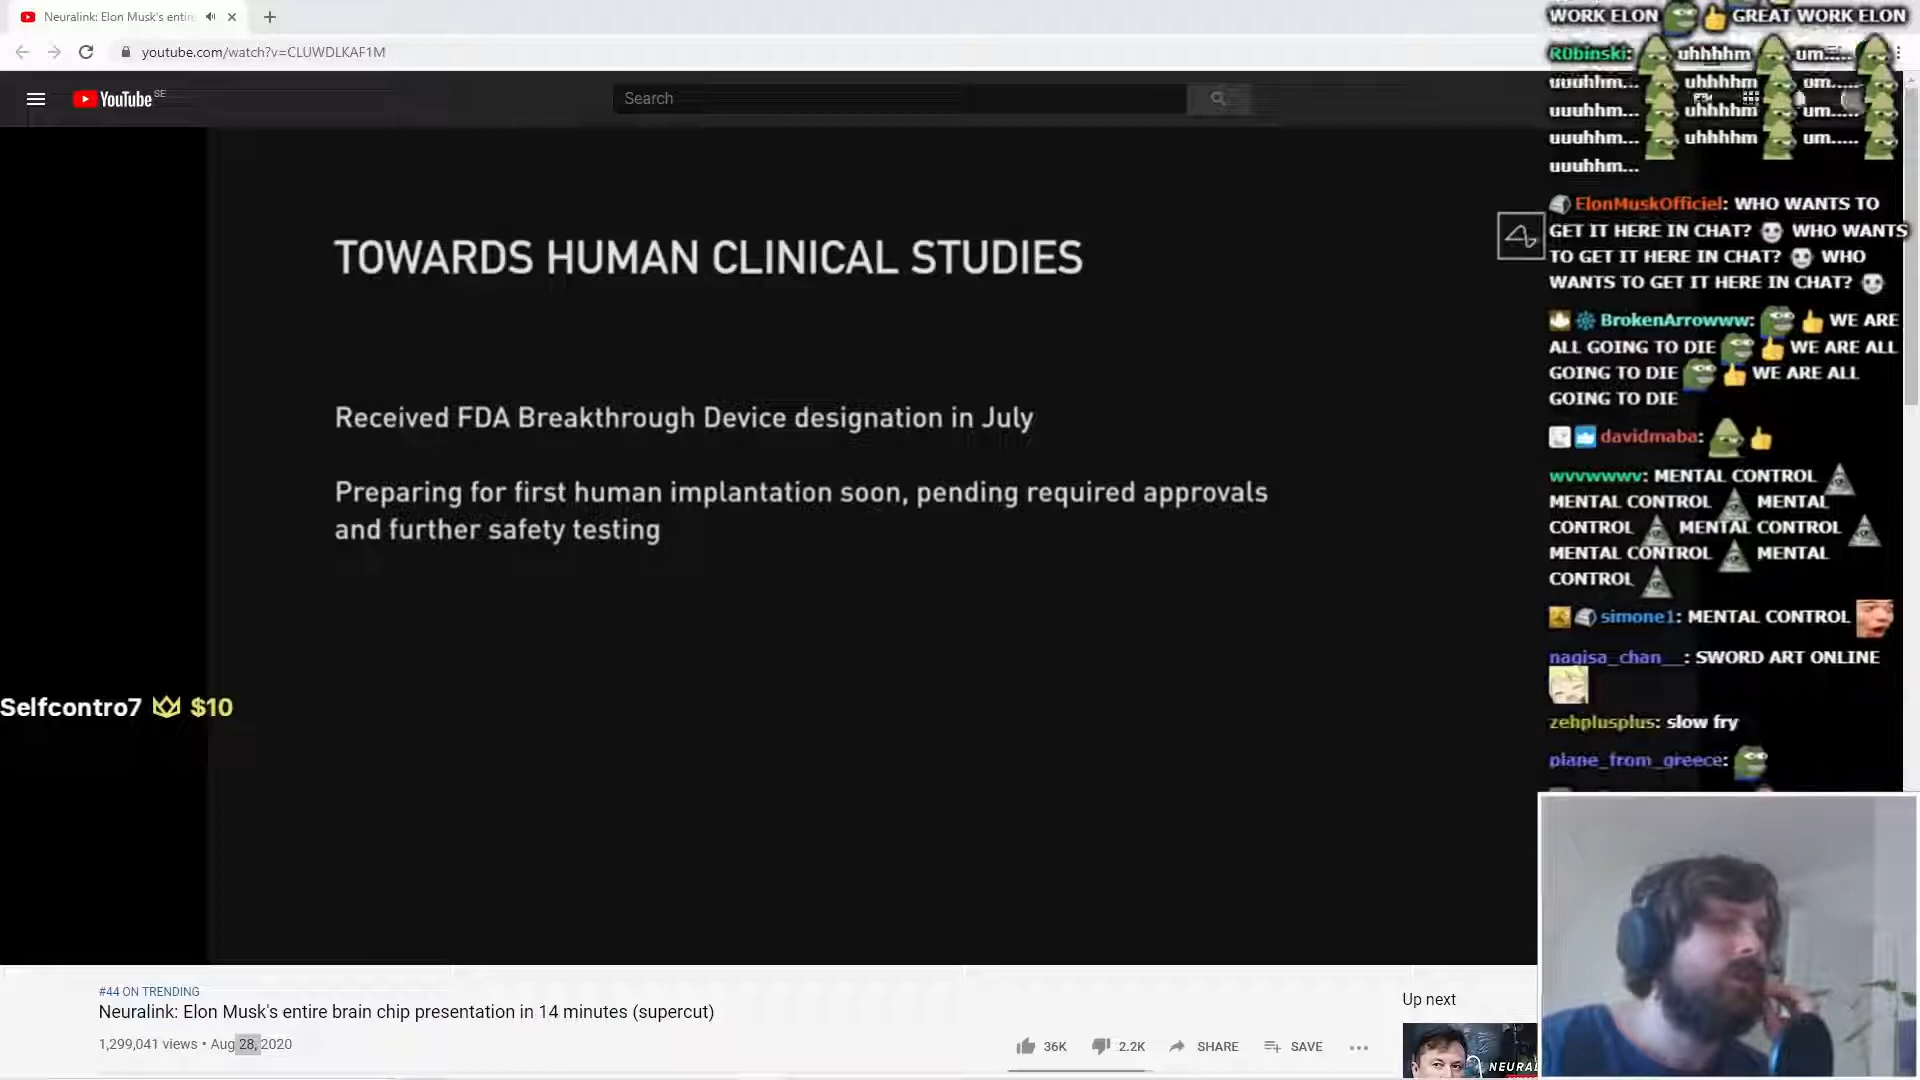 Neuralink: Elon Musk's entire
youtube.com/watch?v=CLUWDLKAF1M
YouTube SE
Search
TOWARDS HUMAN CLINICAL STUDIES
Received FDA Breakthrough Device designation in July
Preparing for first human implantation soon, pending required approvals
and further safety testing
Selfcontro7 $10
#44 ON TRENDING
Neuralink: Elon Musk's entire brain chip presentation in 14 minutes (supercut)
1,299,041 views • Aug 28, 2020
36K 2.2K SHARE SAVE
Up next
NEURAL
WORK ELON GREAT WORK ELON
R0binski: uhhhhm um.....
uuuhhm... uhhhhm um.....
uuuhhm... uhhhhm um.....
uuuhhm... uhhhhm um.....
uuuhhm...
ElonMuskOfficiel: WHO WANTS TO
GET IT HERE IN CHAT? WHO WANTS
TO GET IT HERE IN CHAT? WHO
WANTS TO GET IT HERE IN CHAT?
BrokenArrowww: WE ARE
ALL GOING TO DIE WE ARE ALL
GOING TO DIE WE ARE ALL
GOING TO DIE
davidmaba:
wvvwwwv: MENTAL CONTROL
MENTAL CONTROL MENTAL
CONTROL MENTAL CONTROL
MENTAL CONTROL MENTAL
CONTROL
simone1: MENTAL CONTROL
nagisa_chan__: SWORD ART ONLINE
zehplusplus: slow fry
plane_from_greece: